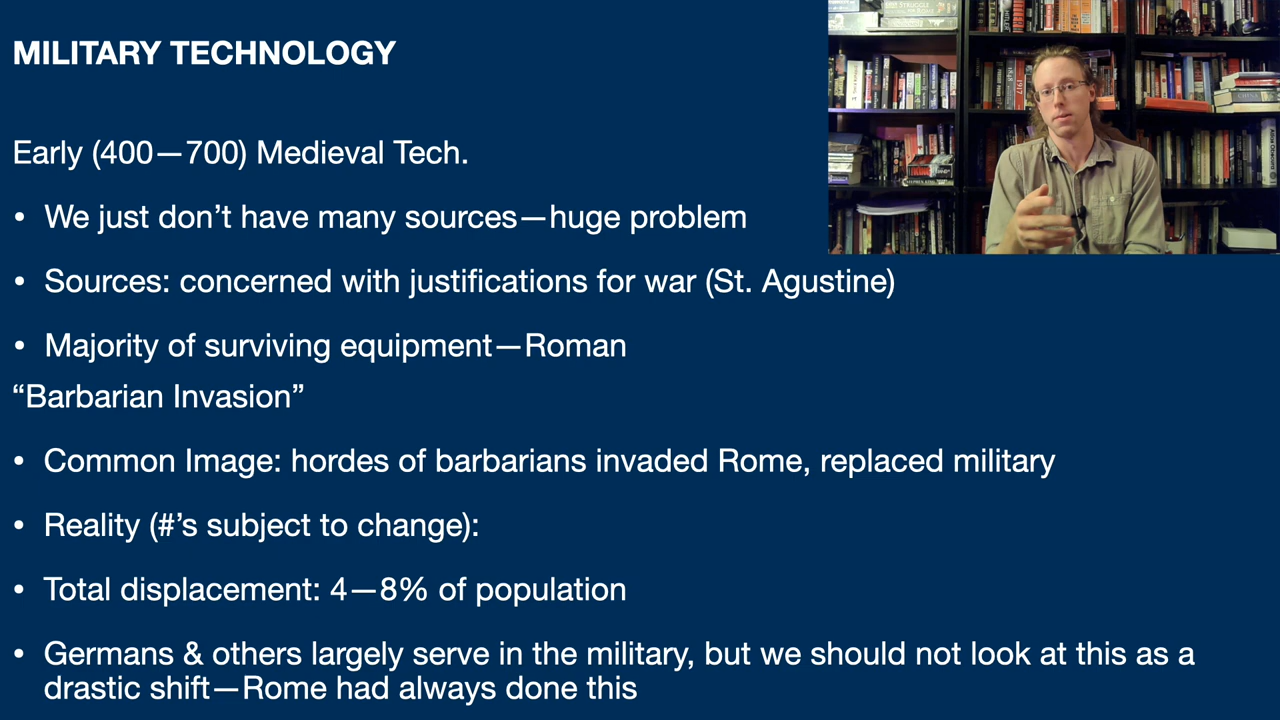 MILITARY TECHNOLOGY
Early (400—700) Medieval Tech.
• We just don’t have many sources—huge problem
• Sources: concerned with justifications for war (St. Agustine)
• Majority of surviving equipment—Roman
“Barbarian Invasion”
• Common Image: hordes of barbarians invaded Rome, replaced military
• Reality (#’s subject to change):
• Total displacement: 4—8% of population
• Germans & others largely serve in the military, but we should not look at this as a
drastic shift—Rome had always done this
STRUGGLE
1917
CHINA